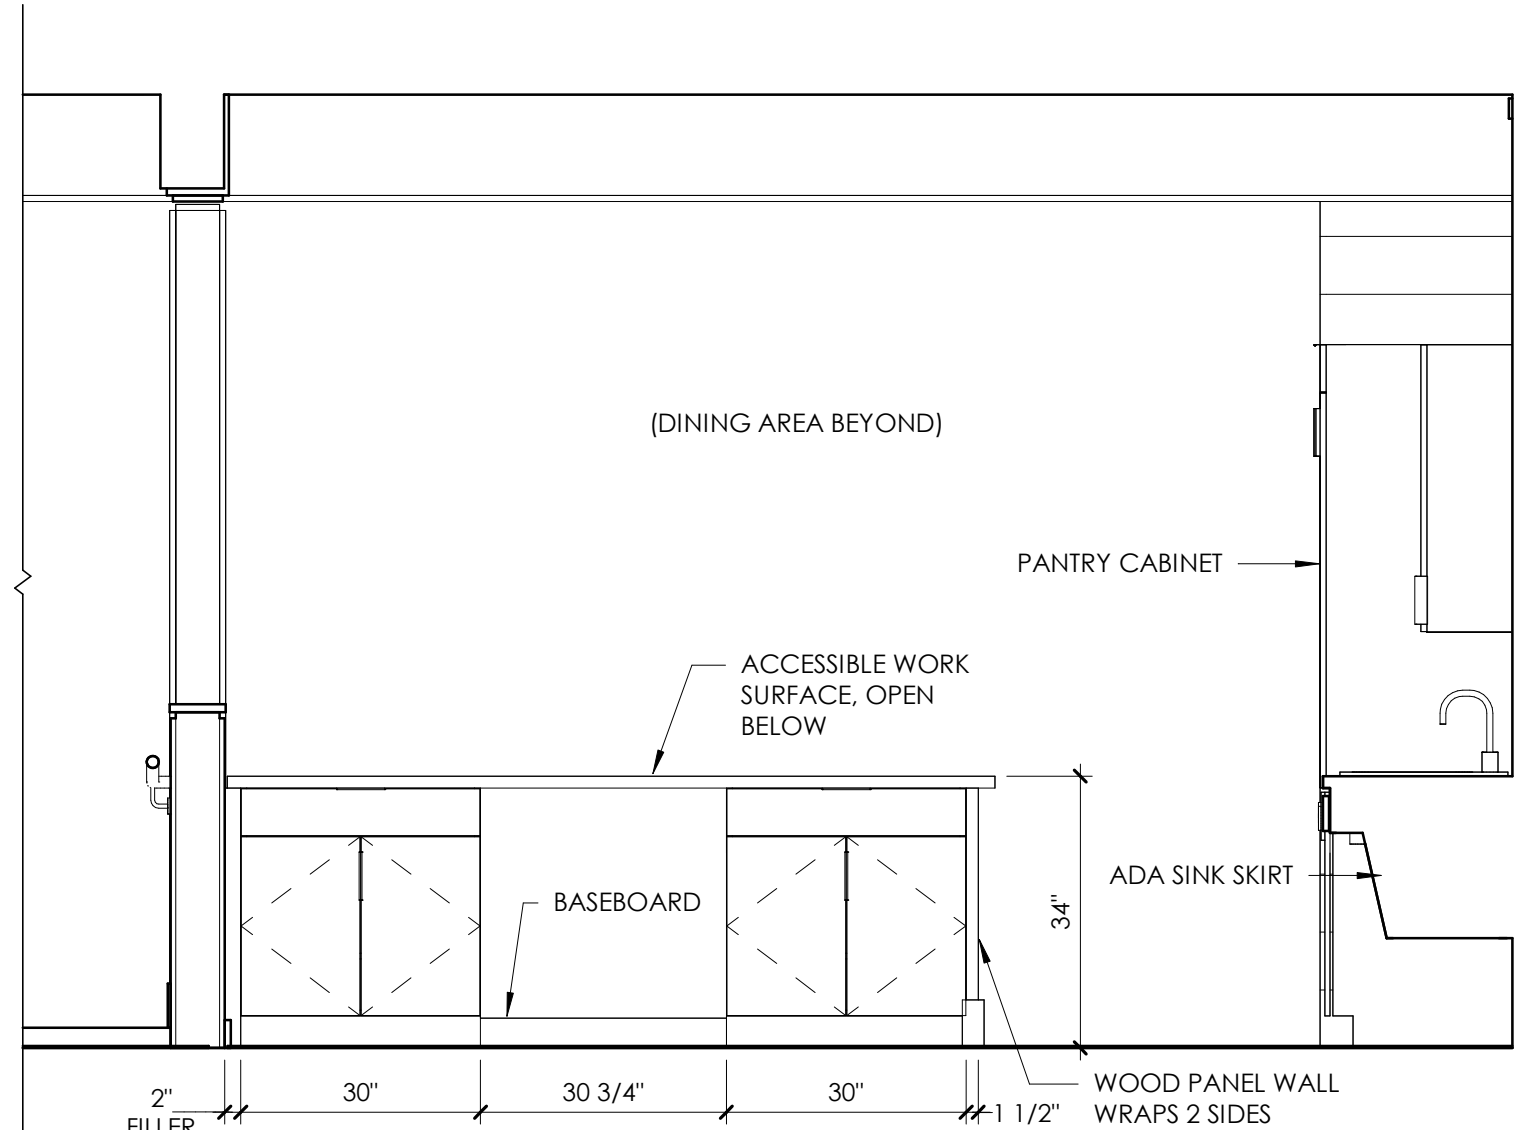 (DINING AREA BEYOND)
PANTRY CABINET
ACCESSIBLE WORK
SURFACE, OPEN
BELOW
BASEBOARD
ADA SINK SKIRT
34"
2"
FILLER
30"
30 3/4"
30"
1 1/2"
WOOD PANEL WALL
WRAPS 2 SIDES